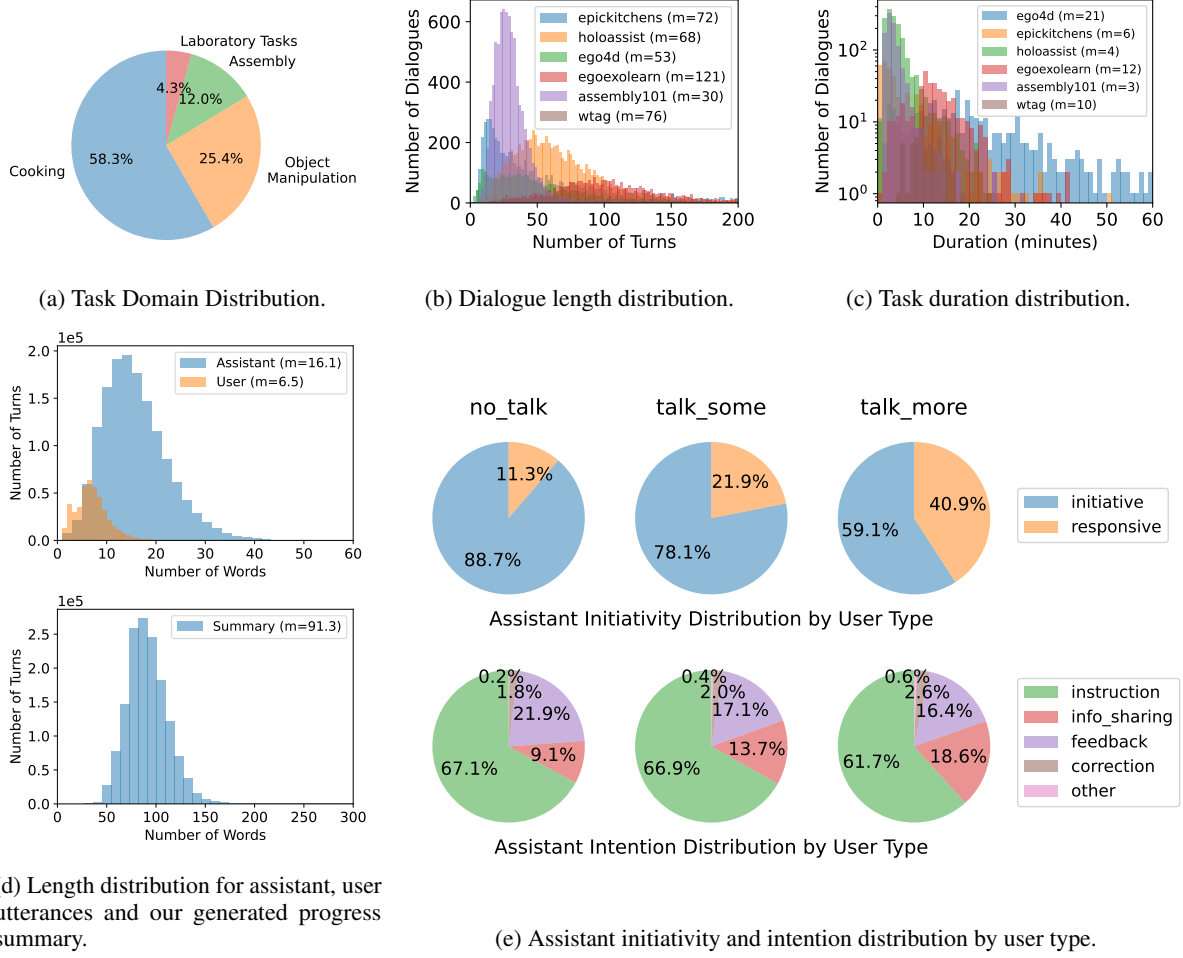 Laboratory Tasks
Assembly
4.3%
12.0%
58.3%
25.4%
Cooking
Object
Manipulation
(a) Task Domain Distribution.
Number of Dialogues
600
400
200
0
epickitchens (m=72)
holoassist (m=68)
ego4d (m=53)
egoexolearn (m=121)
assembly101 (m=30)
wtag (m=76)
0 50 100 150 200
Number of Turns
(b) Dialogue length distribution.
Number of Dialogues
10²
10¹
10⁰
ego4d (m=21)
epickitchens (m=6)
holoassist (m=4)
egoexolearn (m=12)
assembly101 (m=3)
wtag (m=10)
0 10 20 30 40 50 60
Duration (minutes)
(c) Task duration distribution.
1e5
Number of Turns
2.0
1.5
1.0
0.5
0.0
Assistant (m=16.1)
User (m=6.5)
0 10 20 30 40 50 60
Number of Words
1e5
Number of Turns
2.5
2.0
1.5
1.0
0.5
0.0
Summary (m=91.3)
0 50 100 150 200 250 300
Number of Words
(d) Length distribution for assistant, user
utterances and our generated progress
summary.
no_talk talk_some talk_more
11.3%
88.7%
21.9%
78.1%
40.9%
59.1%
initiative
responsive
Assistant Initiativity Distribution by User Type
0.2%
1.8%
21.9%
9.1%
67.1%
0.4%
2.0%
17.1%
13.7%
66.9%
0.6%
2.6%
16.4%
18.6%
61.7%
instruction
info_sharing
feedback
correction
other
Assistant Intention Distribution by User Type
(e) Assistant initiativity and intention distribution by user type.